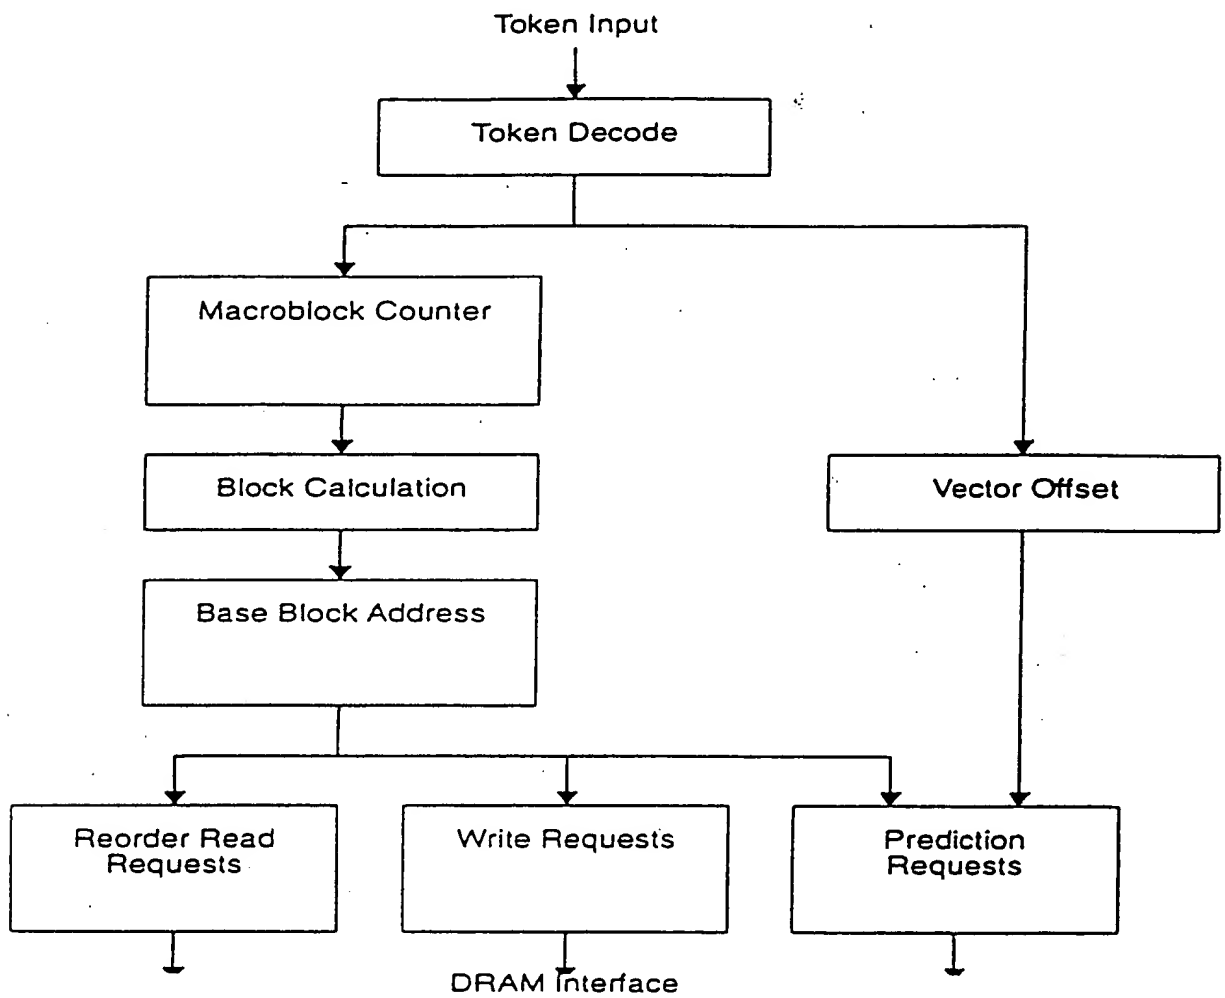 Token Input
Token Decode
Macroblock Counter
Block Calculation
Vector Offset
Base Block Address
Reorder Read
Requests
Write Requests
Prediction
Requests
DRAM Interface